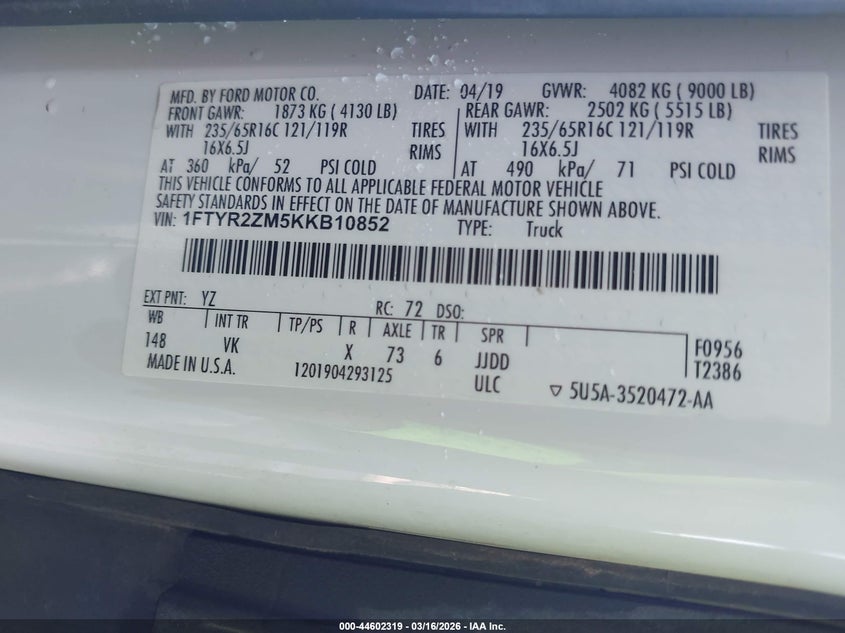 MFD. BY FORD MOTOR CO. DATE: 04/19 GVWR: 4082 KG ( 9000 LB)
FRONT GAWR: 1873 KG ( 4130 LB) REAR GAWR: 2502 KG ( 5515 LB)
WITH 235/65R16C 121/119R TIRES WITH 235/65R16C 121/119R TIRES
16X6.5J RIMS 16X6.5J RIMS
AT 360 kPa/ 52 PSI COLD AT 490 kPa/ 71 PSI COLD
THIS VEHICLE CONFORMS TO ALL APPLICABLE FEDERAL MOTOR VEHICLE
SAFETY STANDARDS IN EFFECT ON THE DATE OF MANUFACTURE SHOWN ABOVE.
VIN: 1FTYR2ZM5KKB10852 TYPE: Truck
EXT PNT: YZ RC: 72 DSO:
WB INT TR TP/PS R AXLE TR SPR F0956
148 VK X 73 6 JJDD T2386
MADE IN U.S.A. 1201904293125 ULC ▽ 5U5A-3520472-AA
000-44602319 | 03/16/2026 - IAA Inc.